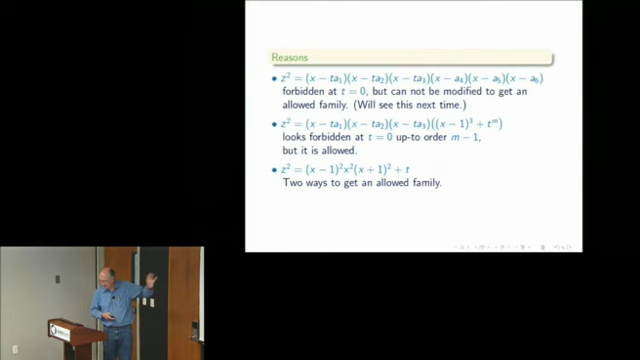 Reasons
• z² = (x − ta₁)(x − ta₂)(x − ta₃)(x − a₄)(x − a₅)(x − a₆)
forbidden at t = 0, but can not be modified to get an
allowed family. (Will see this next time.)
• z² = (x − ta₁)(x − ta₂)(x − ta₃)((x − 1)³ + tᵐ)
looks forbidden at t = 0 up-to order m − 1,
but it is allowed.
• z² = (x − 1)²x²(x + 1)² + t
Two ways to get an allowed family.